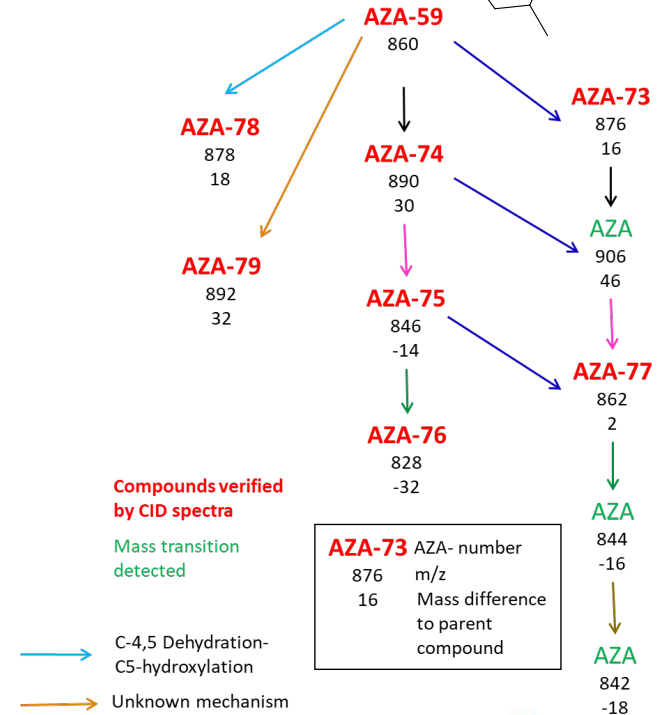 AZA-59
860
AZA-73
876
16
AZA-78
878
18
AZA-74
890
30
AZA
906
46
AZA-79
892
32
AZA-75
846
-14
AZA-77
862
2
AZA-76
828
-32
Compounds verified
by CID spectra
Mass transition
detected
AZA
844
-16
AZA-73 AZA- number
876 m/z
16 Mass difference
to parent
compound
C-4,5 Dehydration-
C5-hydroxylation
Unknown mechanism
AZA
842
-18